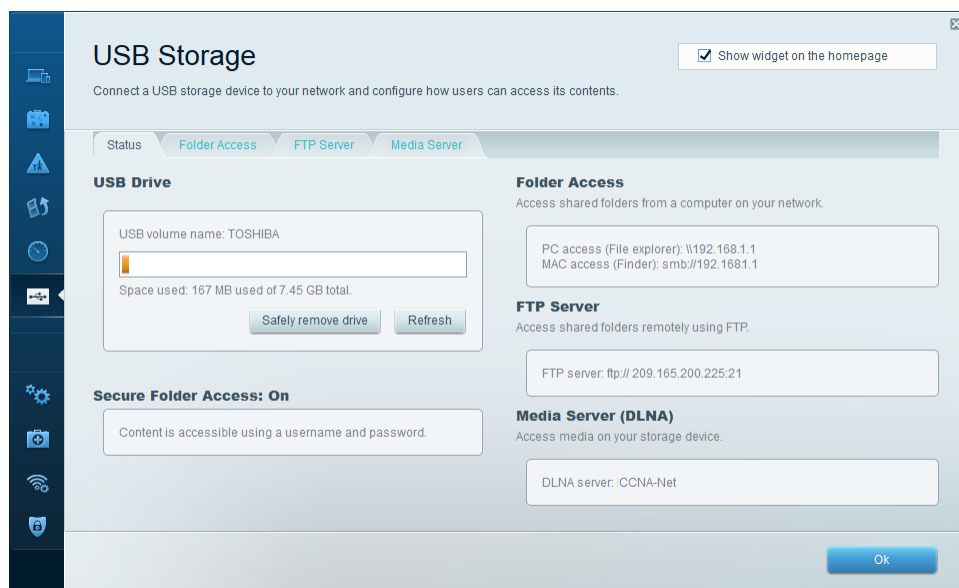 USB Storage
Show widget on the homepage
Connect a USB storage device to your network and configure how users can access its contents.
Status
Folder Access
FTP Server
Media Server
USB Drive
USB volume name: TOSHIBA
Space used: 167 MB used of 7.45 GB total.
Safely remove drive
Refresh
Secure Folder Access: On
Content is accessible using a username and password.
Folder Access
Access shared folders from a computer on your network.
PC access (File explorer): \\192.168.1.1
MAC access (Finder): smb://192.168.1.1
FTP Server
Access shared folders remotely using FTP.
FTP server: ftp:// 209.165.200.225:21
Media Server (DLNA)
Access media on your storage device.
DLNA server: CCNA-Net
Ok